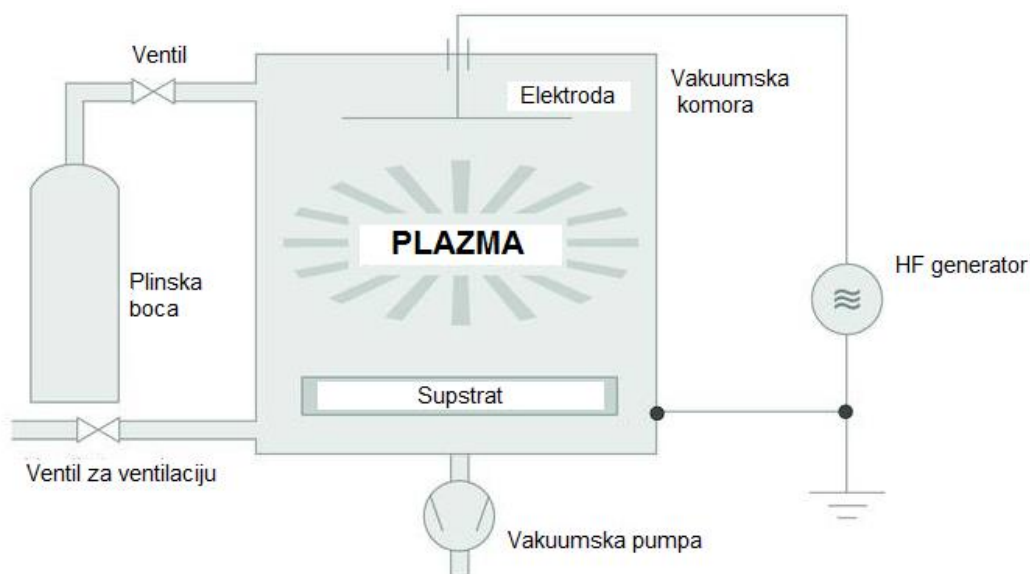 Ventil
Elektroda
Vakuumska
komora
PLAZMA
HF generator
Plinska
boca
Supstrat
Ventil za ventilaciju
Vakuumska pumpa